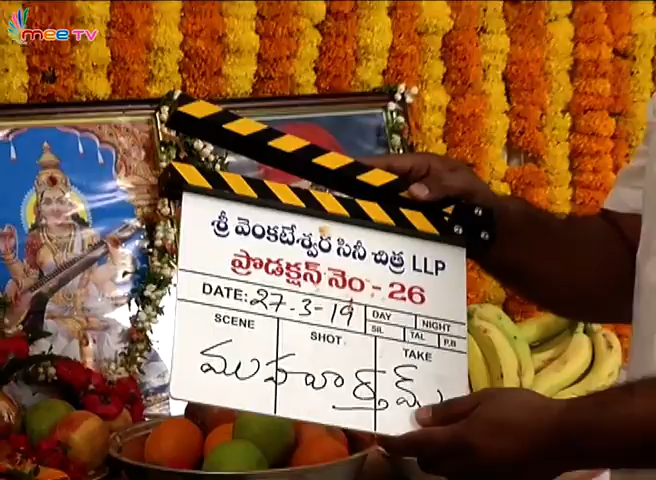 mee TV
శ్రీ వెంకటేశ్వర సినీ చిత్ర LLP
ప్రొడక్షన్ నెం - 26
DATE: 27-3-19
DAY NIGHT
SIL TAL P.B
SCENE SHOT TAKE
ముహూర్తం